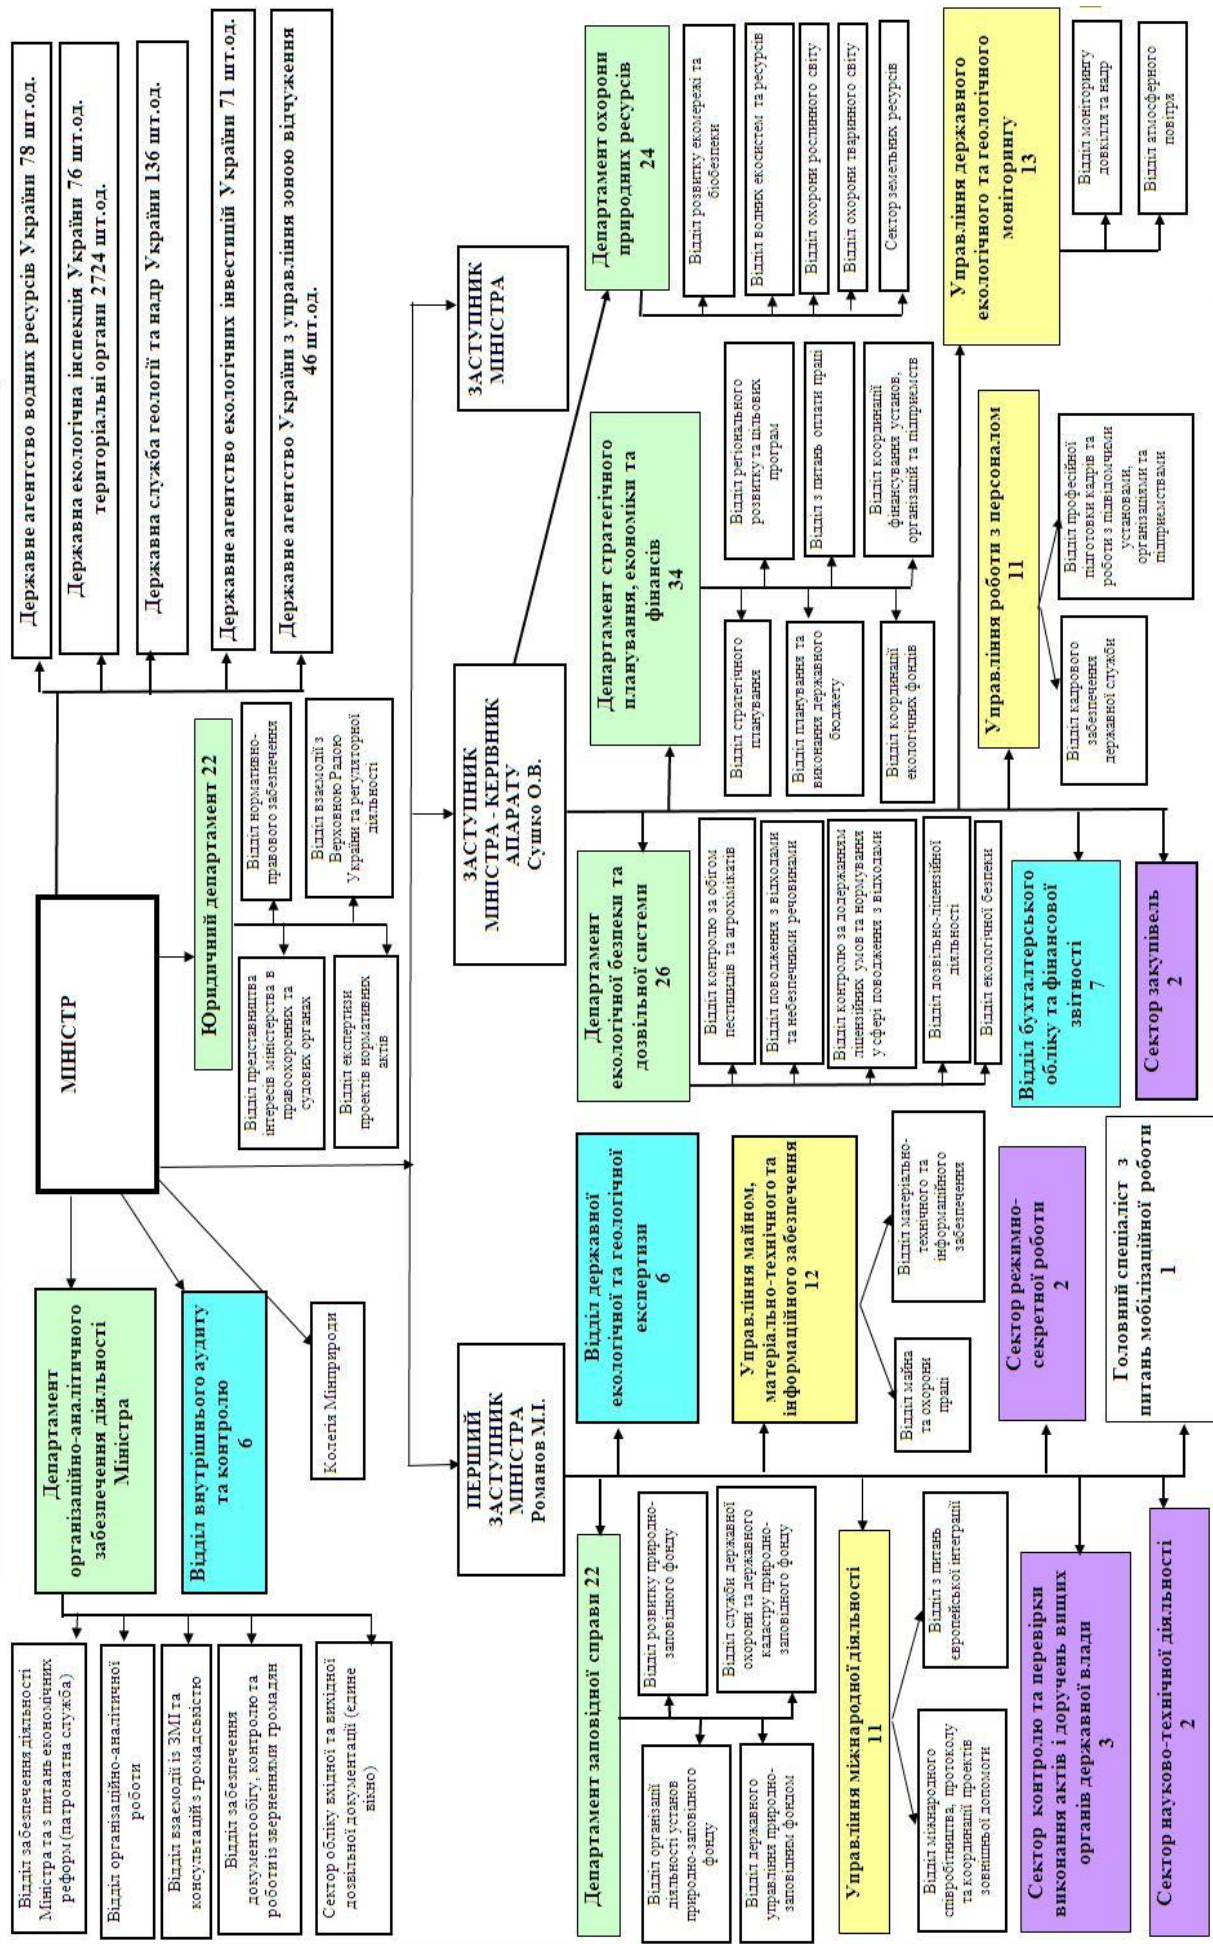 Державне агентство водних ресурсів України 78 шт.од.
Державна екологічна інспекція України 76 шт.од.
територіальні органи 2724 шт.од.
Державна служба геології та надр України 136 шт.од.
Державне агентство екологічних інвестицій України 71 шт.од.
Державне агентство України з управління зоною відчуження
46 шт.од.
МІНІСТР
Юридичний департамент 22
Відділ нормативно-
правового забезпечення
Відділ взаємодії з
Верховною Радою
України та регуляторної
діяльності
Відділ представництва
інтересів міністерства в
правоохоронних та
судових органах
Відділ експертизи
проектів нормативних
актів
Департамент
організаційно-аналітичного
забезпечення діяльності
Міністра
Відділ внутрішнього аудиту
та контролю
6
Колегія Мінприроди
Відділ забезпечення діяльності
Міністра та з питань економічних
реформ (патронатна служба)
Відділ організаційно-аналітичної
роботи
Відділ взаємодії із ЗМІ та
консультацій з громадськістю
Відділ забезпечення
документообігу, контролю та
роботи із зверненнями громадян
Сектор обліку вхідної та вихідної
дозвільної документації (єдине
вікно)
ПЕРШИЙ
ЗАСТУПНИК
МІНІСТРА
Романов М.І.
ЗАСТУПНИК
МІНІСТРА - КЕРІВНИК
АПАРАТУ
Сушко О.В.
ЗАСТУПНИК
МІНІСТРА
Департамент заповідної справи 22
Відділ розвитку природно-
заповідного фонду
Відділ служби державної
охорони та державного
кадастру природно-
заповідного фонду
Відділ організації
діяльності установ
природно-заповідного
фонду
Відділ державного
управління природно-
заповідним фондом
Відділ державної
екологічної та геологічної
експертизи
6
Управління майном,
матеріально-технічного та
інформаційного забезпечення
12
Відділ майна
та охорони
праці
Відділ матеріально-
технічного та
інформаційного
забезпечення
Управління міжнародної діяльності
11
Відділ міжнародного
співробітництва, протоколу
та координації проектів
зовнішньої допомоги
Відділ з питань
європейської інтеграції
Сектор режимно-
секретної роботи
2
Сектор контролю та перевірки
виконання актів і доручень вищих
органів державної влади
3
Сектор науково-технічної діяльності
2
Головний спеціаліст з
питань мобілізаційної роботи
1
Департамент
екологічної безпеки та
дозвільної системи
26
Відділ контролю за обігом
пестицидів та агрохімікатів
Відділ поводження з відходами
та небезпечними речовинами
Відділ контролю за додержанням
ліцензійних умов та нормування
у сфері поводження з відходами
Відділ дозвільно-ліцензійної
діяльності
Відділ екологічної безпеки
Департамент стратегічного
планування, економіки та
фінансів
34
Відділ стратегічного
планування
Відділ планування та
виконання державного
бюджету
Відділ координації
екологічних фондів
Відділ регіонального
розвитку та цільових
програм
Відділ з питань оплати праці
Відділ координації
фінансування установ,
організацій та підприємств
Департамент охорони
природних ресурсів
24
Відділ розвитку екомережі та
біобезпеки
Відділ водних екосистем та ресурсів
Відділ охорони рослинного світу
Відділ охорони тваринного світу
Сектор земельних ресурсів
Управління державного
екологічного та геологічного
моніторингу
13
Відділ моніторингу
довкілля та надр
Відділ атмосферного
повітря
Управління роботи з персоналом
11
Відділ кадрового
забезпечення
державної служби
Відділ професійної
підготовки кадрів та
роботи з підвідомчими
установами,
організаціями та
підприємствами
Відділ бухгалтерського
обліку та фінансової
звітності
7
Сектор закупівель
2